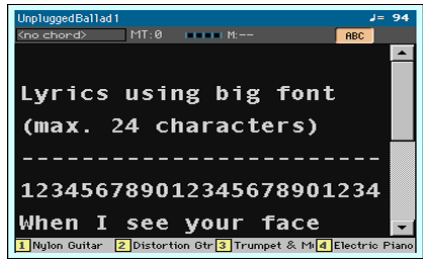 UnpluggedBallad1 ♩= 94
<no chord> MT:0 M:-- ABC
Lyrics using big font
(max. 24 characters)
------------------------
123456789012345678901234
When I see your face
1 Nylon Guitar 2 Distortion Gtr 3 Trumpet & M 4 Electric Piano